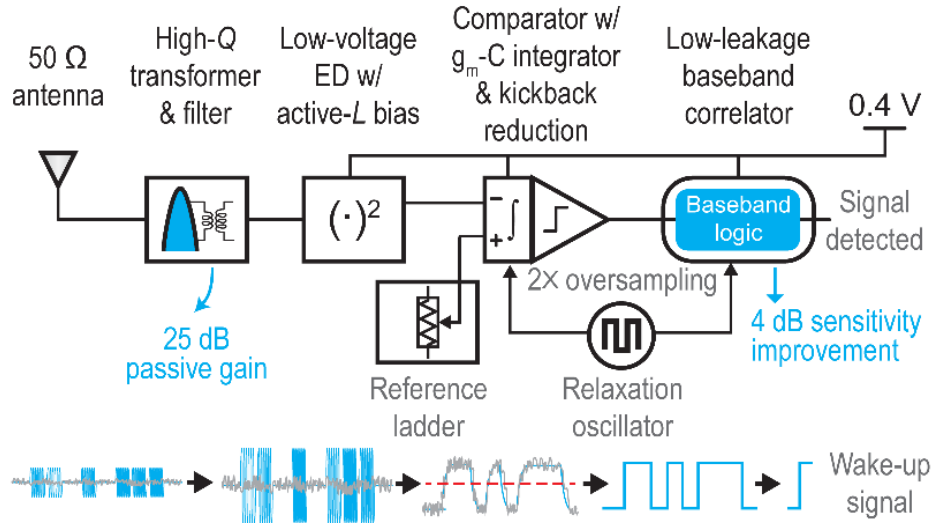 50 Ω
antenna
High-Q
transformer
& filter
Low-voltage
ED w/
active-L bias
Comparator w/
gₘ-C integrator
& kickback
reduction
Low-leakage
baseband
correlator
0.4 V
(·)²
−
+
∫
Baseband
logic
Signal
detected
2X oversampling
25 dB
passive gain
4 dB sensitivity
improvement
Reference
ladder
Relaxation
oscillator
Wake-up
signal